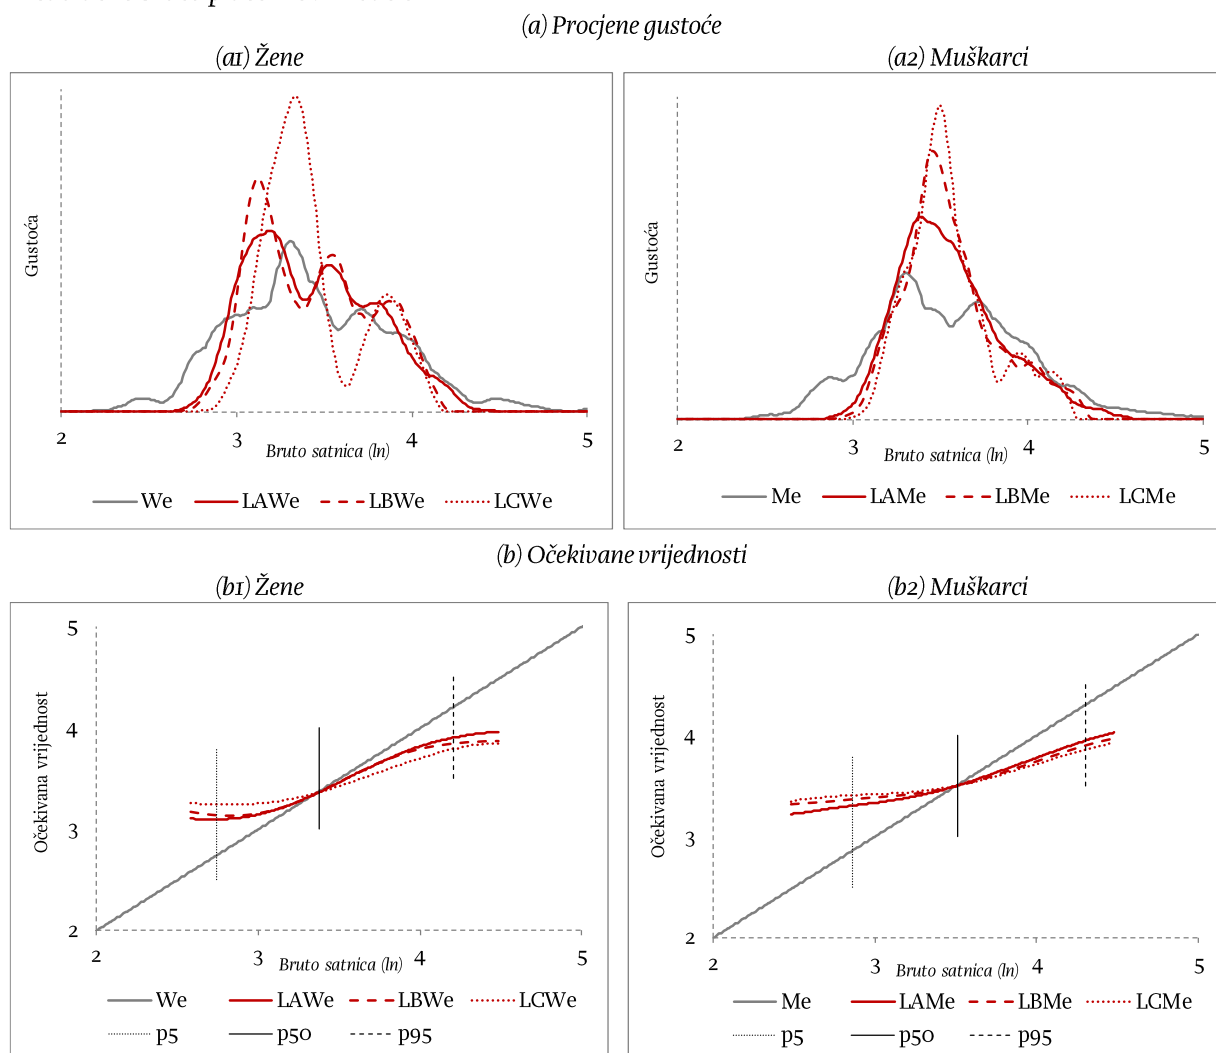 (a) Procjene gustoće
(a1) Žene
(a2) Muškarci
Gustoća
2 3 4 5
Bruto satnica (ln)
We LAWe LBWe LCWe
Gustoća
2 3 4 5
Bruto satnica (ln)
Me LAMe LBMe LCMe
(b) Očekivane vrijednosti
(b1) Žene
(b2) Muškarci
Očekivana vrijednost
5
4
3
2
2 3 4 5
Bruto satnica (ln)
We LAWe LBWe LCWe
p5 p50 p95
Očekivana vrijednost
5
4
3
2
2 3 4 5
Bruto satnica (ln)
Me LAMe LBMe LCMe
p5 p50 p95